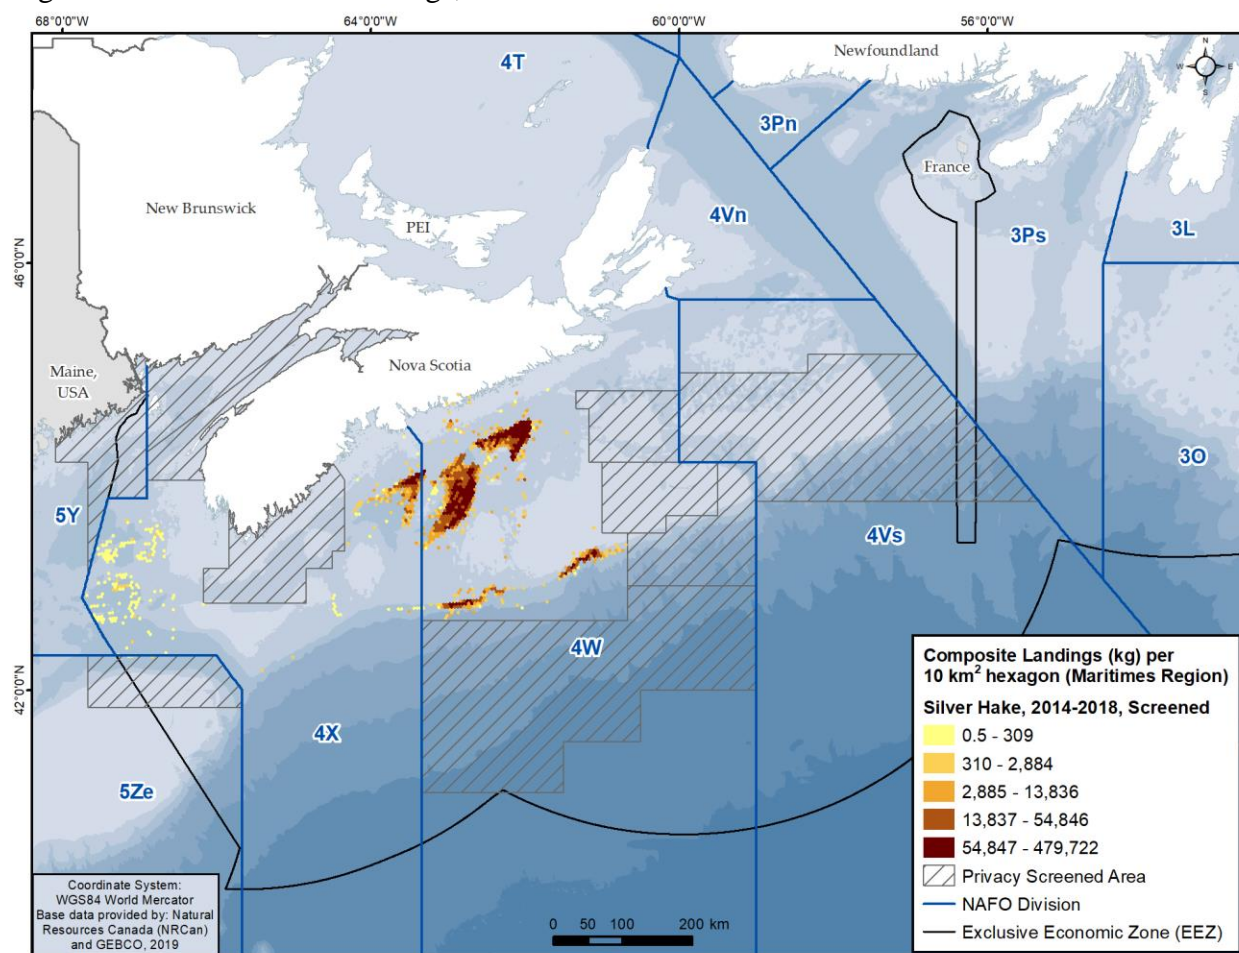 68°0'0"W
64°0'0"W
60°0'0"W
56°0'0"W
Newfoundland
N
W
E
S
4T
3Pn
France
New Brunswick
PEI
4Vn
3Ps
3L
46°0'0"N
Maine,
USA
Nova Scotia
3O
5Y
4Vs
4W
42°0'0"N
4X
5Ze
Composite Landings (kg) per
10 km² hexagon (Maritimes Region)
Silver Hake, 2014-2018, Screened
0.5 - 309
310 - 2,884
2,885 - 13,836
13,837 - 54,846
54,847 - 479,722
Privacy Screened Area
NAFO Division
Exclusive Economic Zone (EEZ)
Coordinate System:
WGS84 World Mercator
Base data provided by: Natural
Resources Canada (NRCan)
and GEBCO, 2019
0 50 100 200 km